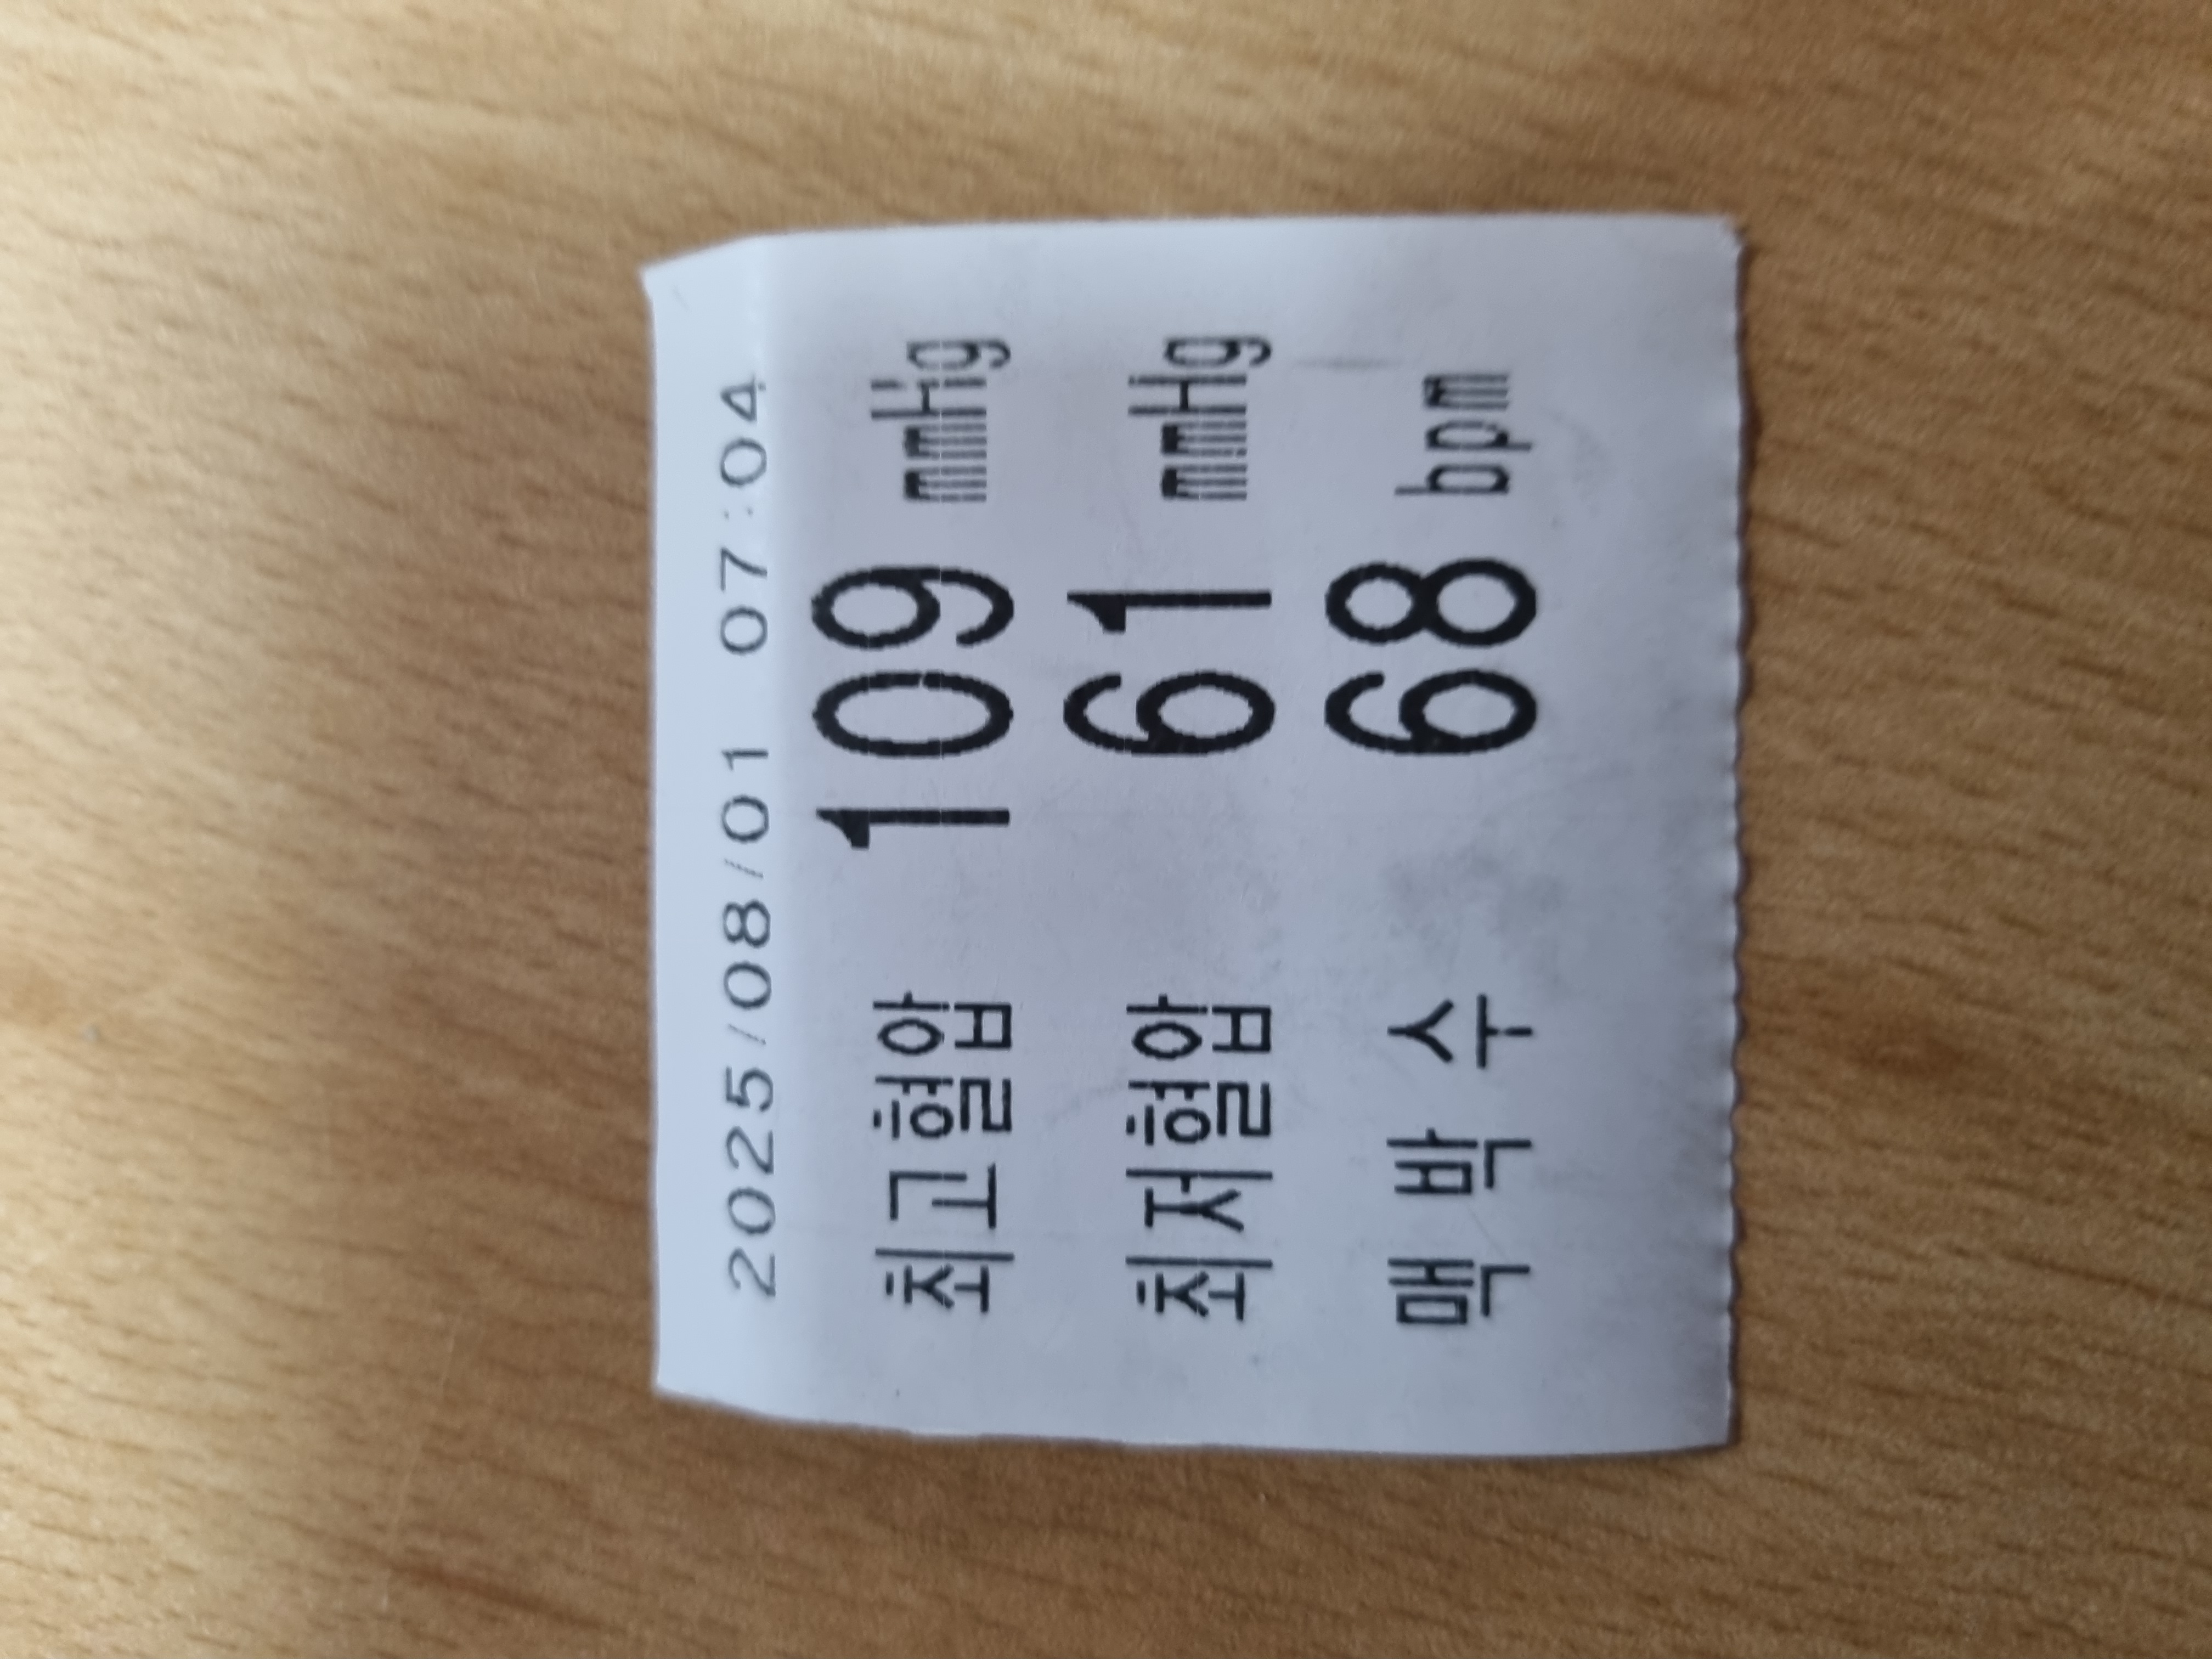 2025/08/01 07:04
최고혈압 109 mmHg
최저혈압 61 mmHg
맥 박 수 68 bpm